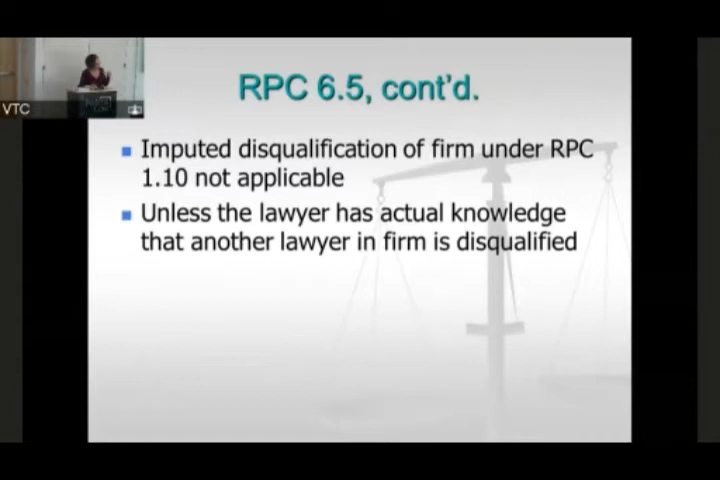 VTC
RPC 6.5, cont'd.
Imputed disqualification of firm under RPC
1.10 not applicable
Unless the lawyer has actual knowledge
that another lawyer in firm is disqualified